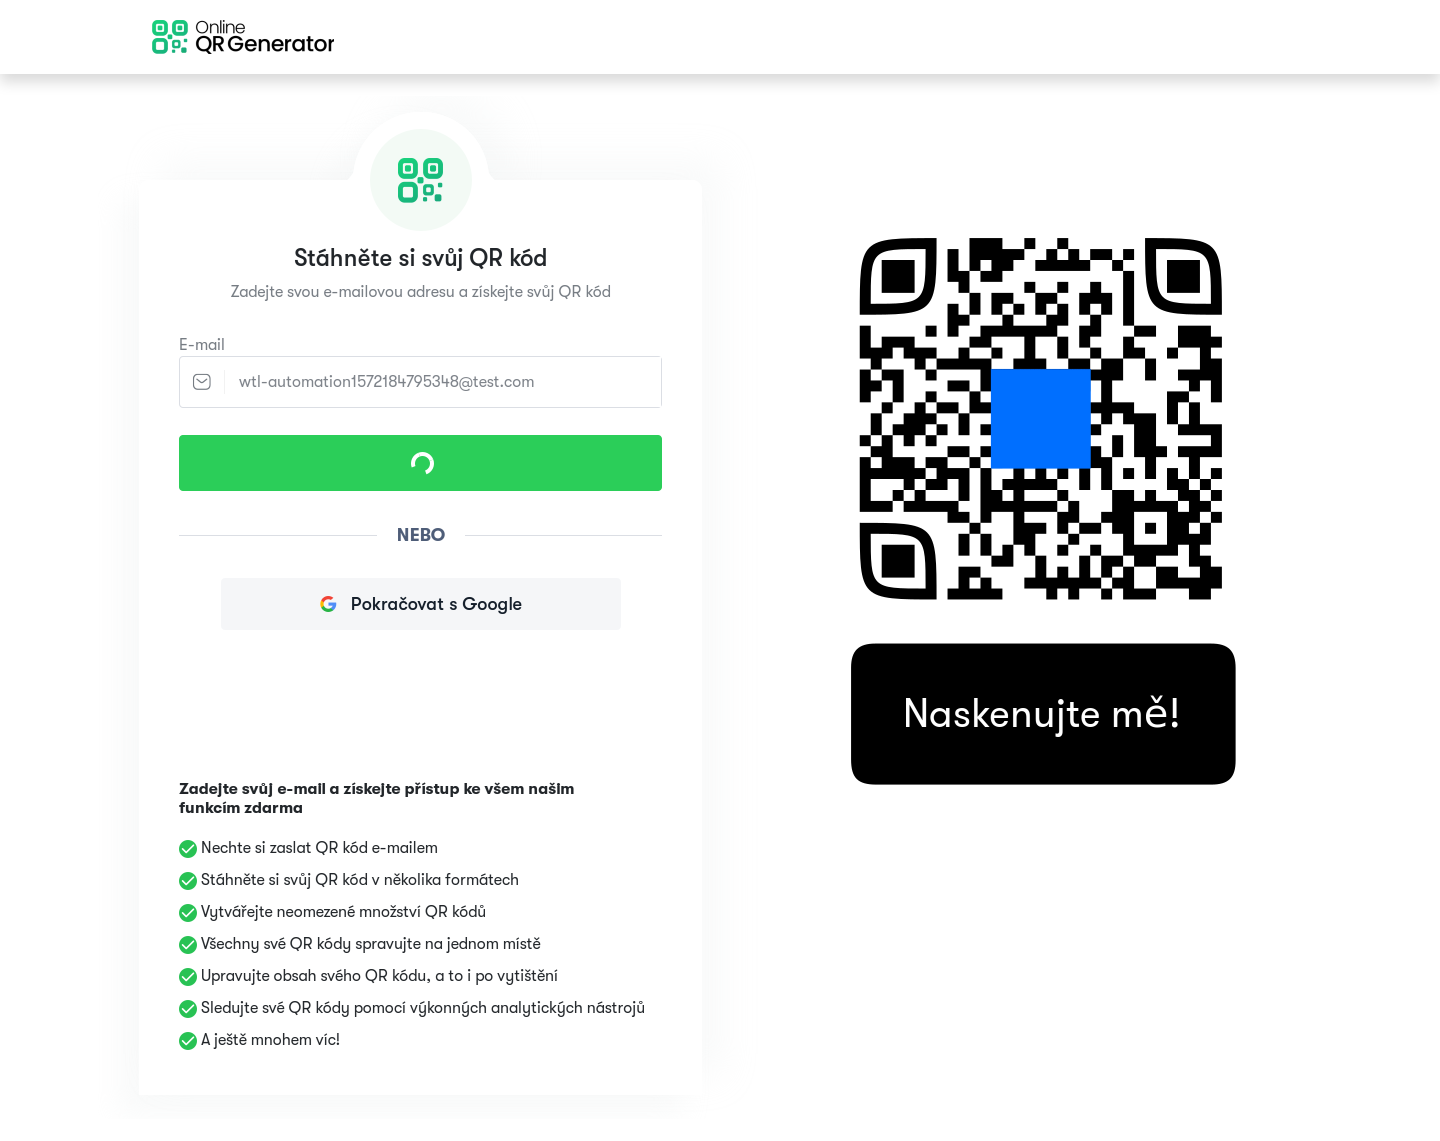 Online
QR Generator
Stáhněte si svůj QR kód
Zadejte svou e-mailovou adresu a získejte svůj QR kód
E-mail
wtl-automation1572184795348@test.com
NEBO
Pokračovat s Google
Zadejte svůj e-mail a získejte přístup ke všem našim
funkcím zdarma
Nechte si zaslat QR kód e-mailem
Stáhněte si svůj QR kód v několika formátech
Vytvářejte neomezené množství QR kódů
Všechny své QR kódy spravujte na jednom místě
Upravujte obsah svého QR kódu, a to i po vytištění
Sledujte své QR kódy pomocí výkonných analytických nástrojů
A ještě mnohem víc!
Naskenujte mě!